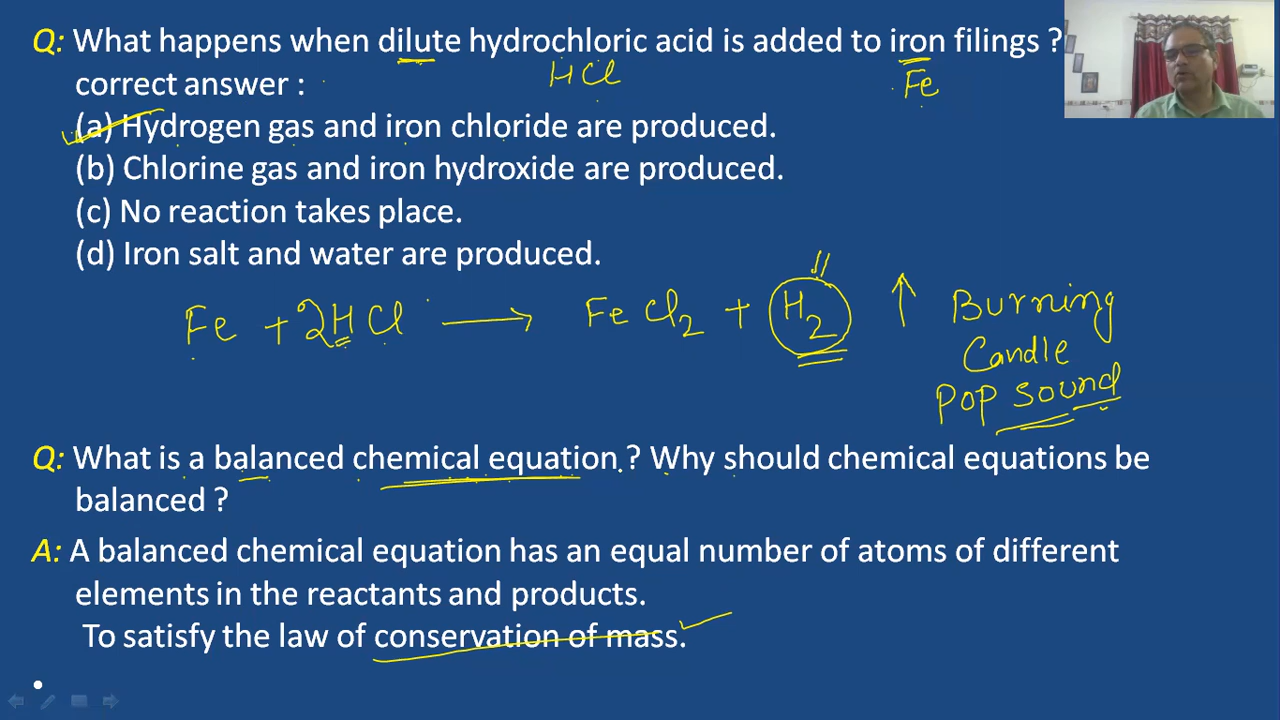 Q: What happens when dilute hydrochloric acid is added to iron filings ?
HCl Fe
correct answer :
(a) Hydrogen gas and iron chloride are produced.
(b) Chlorine gas and iron hydroxide are produced.
(c) No reaction takes place.
(d) Iron salt and water are produced.
Fe + 2HCl → FeCl2 + H2 ↑
Burning
Candle
Pop sound
Q: What is a balanced chemical equation ? Why should chemical equations be
balanced ?
A: A balanced chemical equation has an equal number of atoms of different
elements in the reactants and products.
To satisfy the law of conservation of mass.